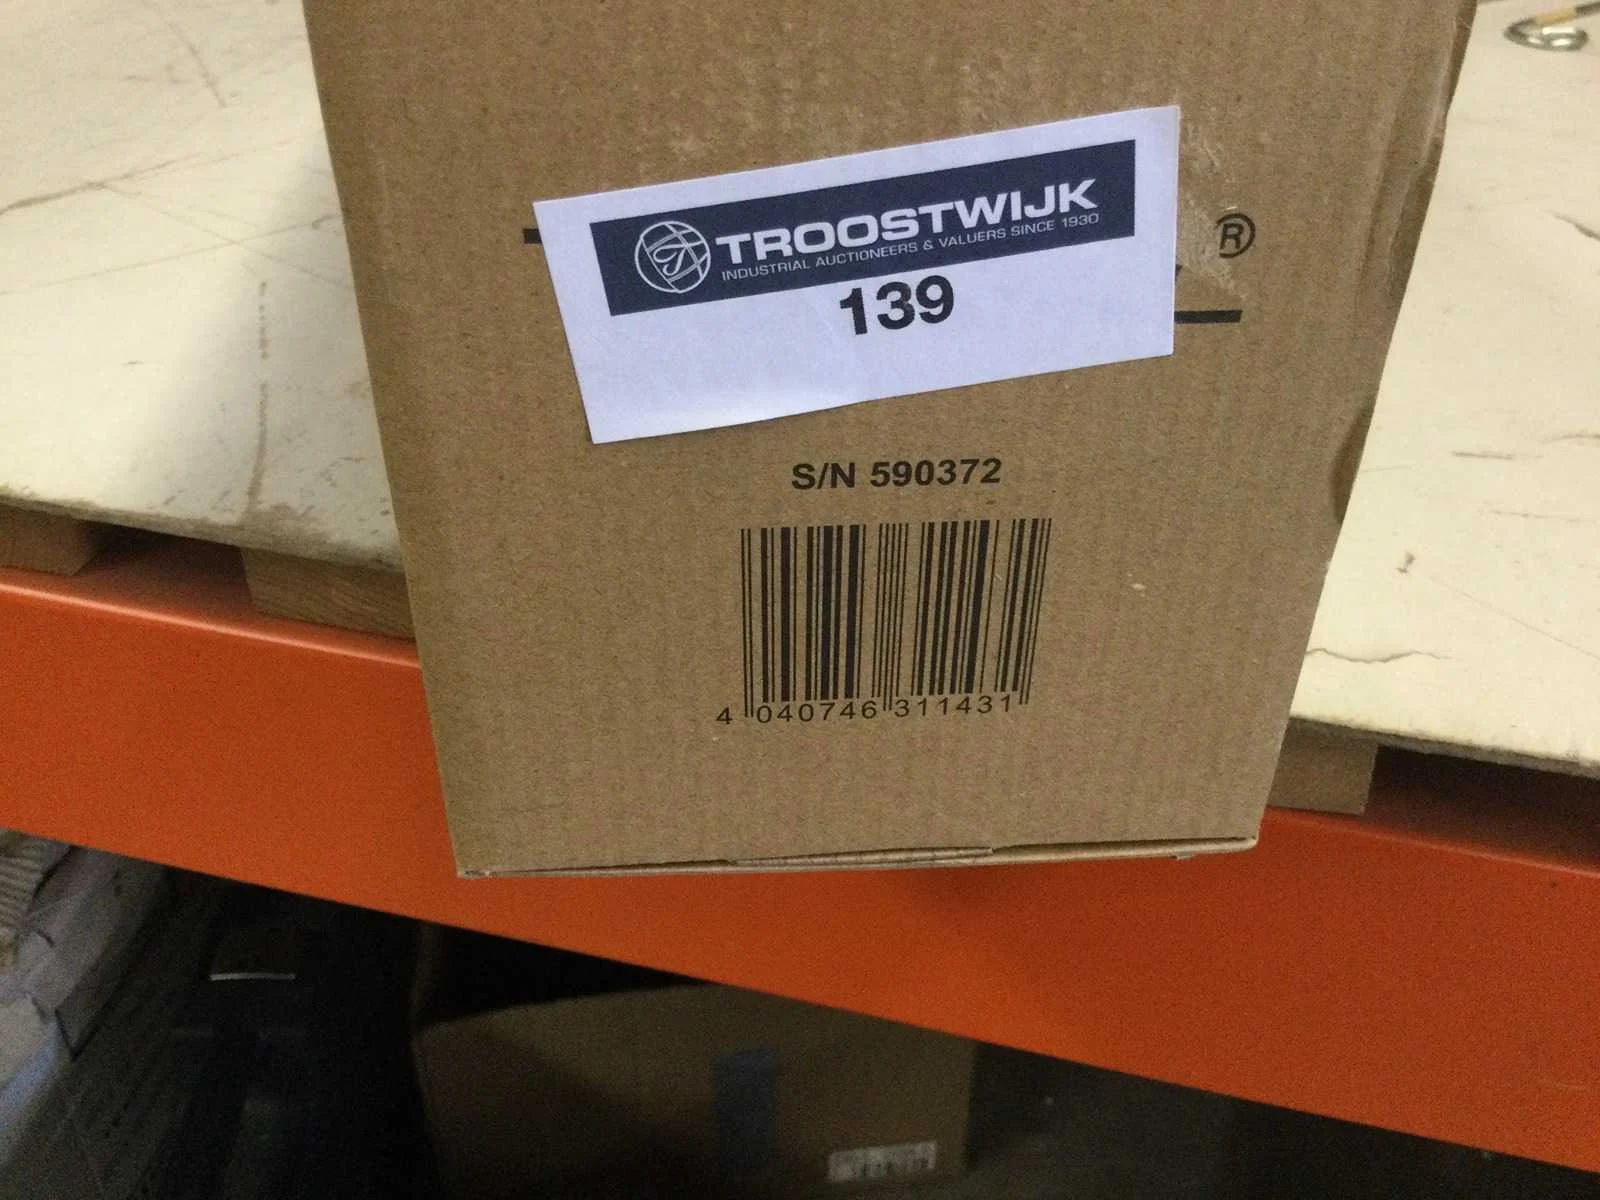 TROOSTWIJK
INDUSTRIAL AUCTIONEERS & VALUERS SINCE 1930
139
®
S/N 590372
4 040746 311431